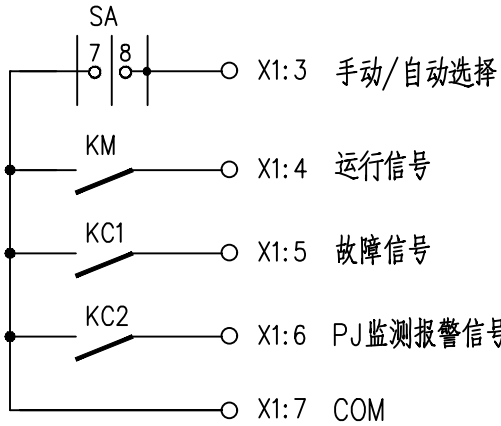 SA
7 8
X1:3 手动/自动选择
KM
X1:4 运行信号
KC1
X1:5 故障信号
KC2
X1:6 PJ监测报警信号
X1:7 COM